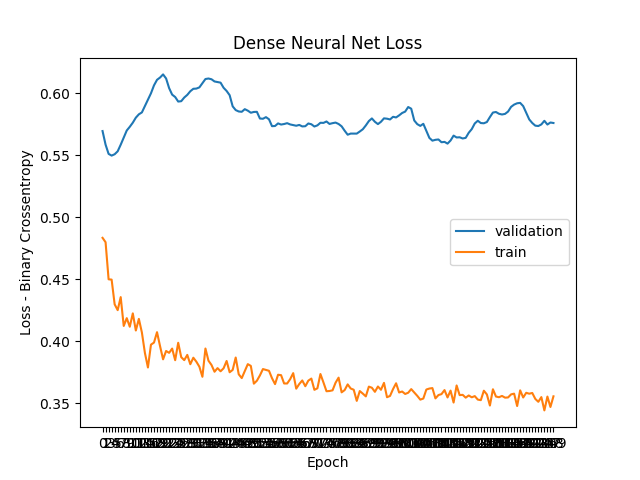 Dense Neural Net Loss
Loss - Binary Crossentropy
0.60
0.55
0.50
0.45
0.40
0.35
validation
train
Epoch